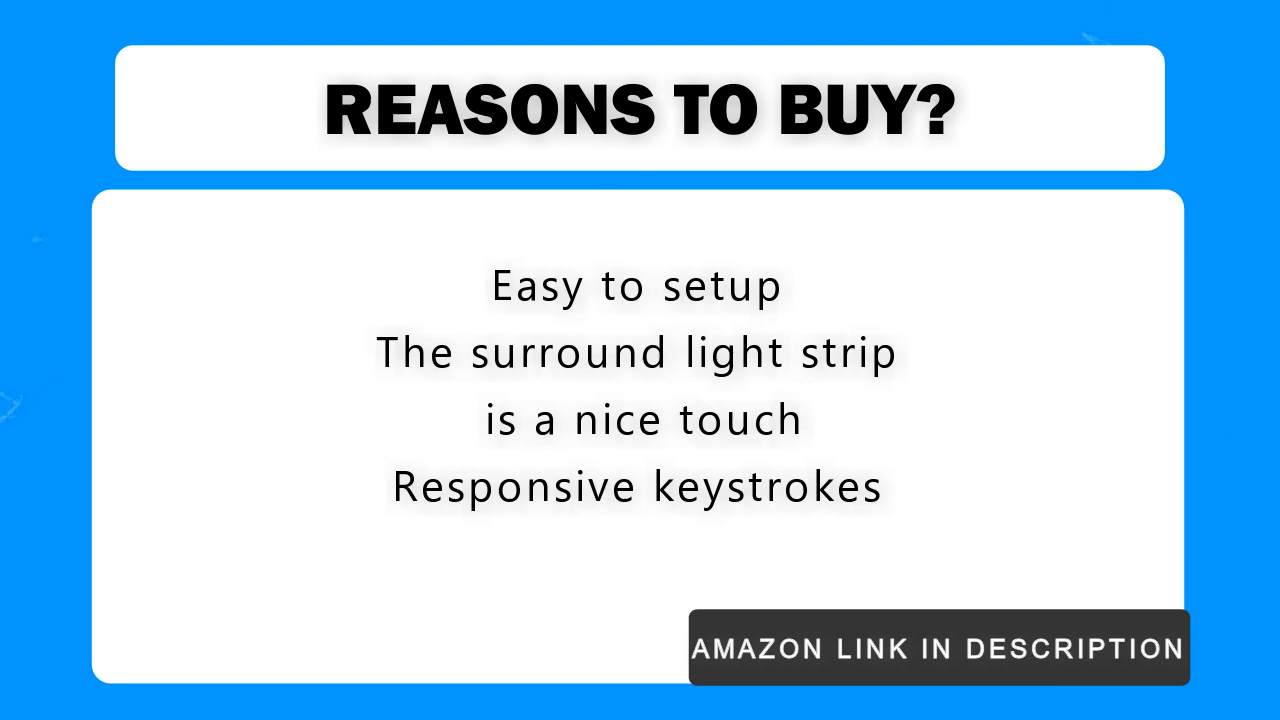 REASONS TO BUY?
Easy to setup
The surround light strip
is a nice touch
Responsive keystrokes
AMAZON LINK IN DESCRIPTION